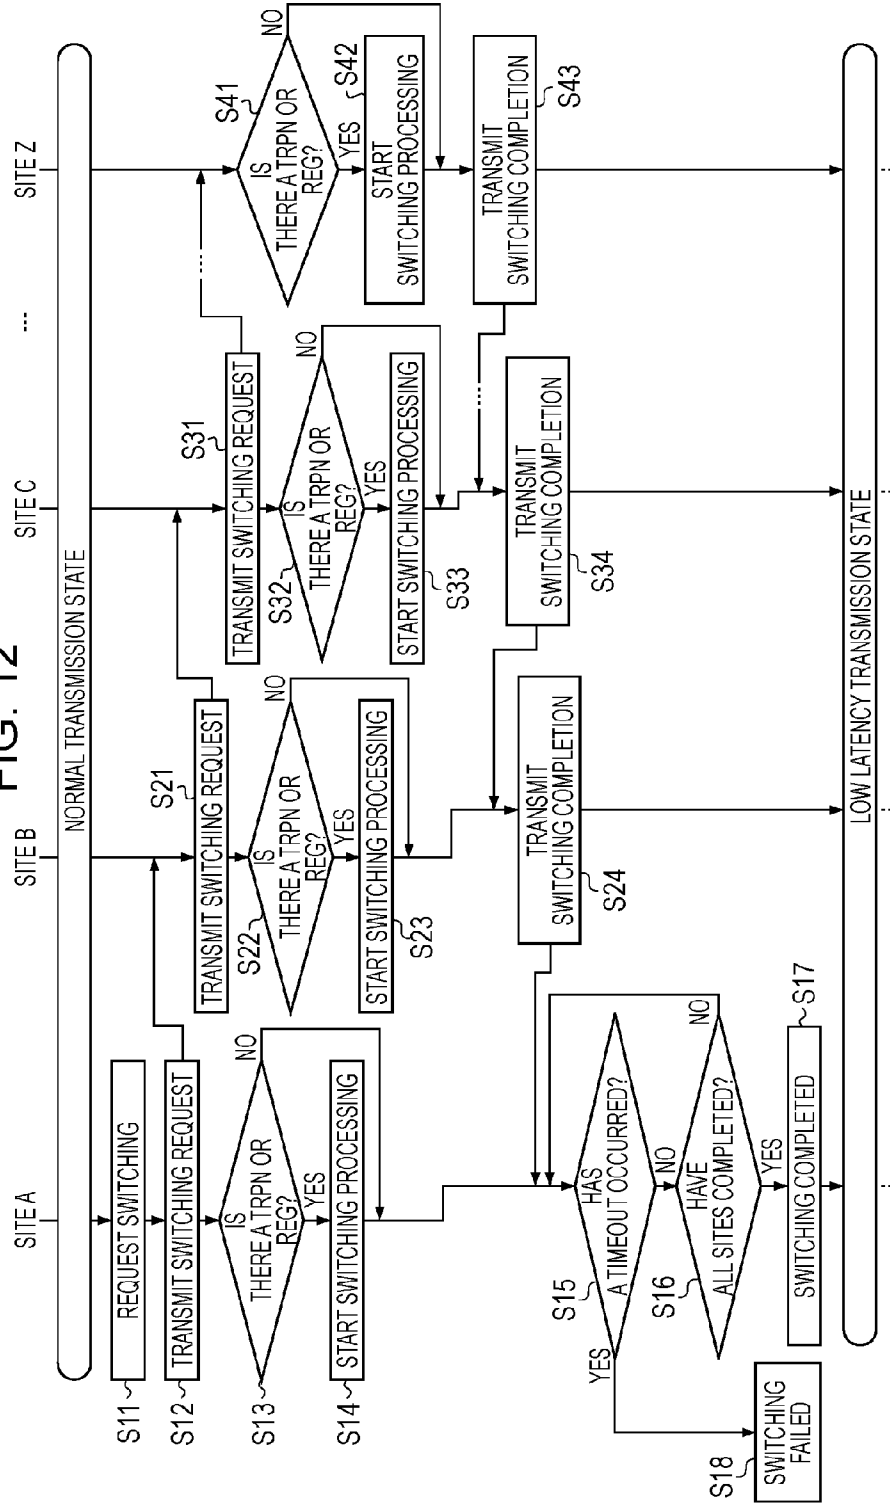 FIG. 12
SITE A
SITE B
SITE C
...
SITE Z
NORMAL TRANSMISSION STATE
S11
REQUEST SWITCHING
S12
TRANSMIT SWITCHING REQUEST
S13
IS
THERE A TRPN OR
REG?
NO
YES
S14
START SWITCHING PROCESSING
S15
HAS
A TIMEOUT OCCURRED?
YES
NO
S16
HAVE
ALL SITES COMPLETED?
NO
YES
S17
SWITCHING COMPLETED
S18
SWITCHING
FAILED
S21
TRANSMIT SWITCHING REQUEST
S22
IS
THERE A TRPN OR
REG?
NO
YES
S23
START SWITCHING PROCESSING
S24
TRANSMIT
SWITCHING COMPLETION
S31
TRANSMIT SWITCHING REQUEST
S32
IS
THERE A TRPN OR
REG?
NO
YES
S33
START SWITCHING PROCESSING
S34
TRANSMIT
SWITCHING COMPLETION
S41
IS
THERE A TRPN OR
REG?
NO
YES
S42
START
SWITCHING PROCESSING
S43
TRANSMIT
SWITCHING COMPLETION
LOW LATENCY TRANSMISSION STATE